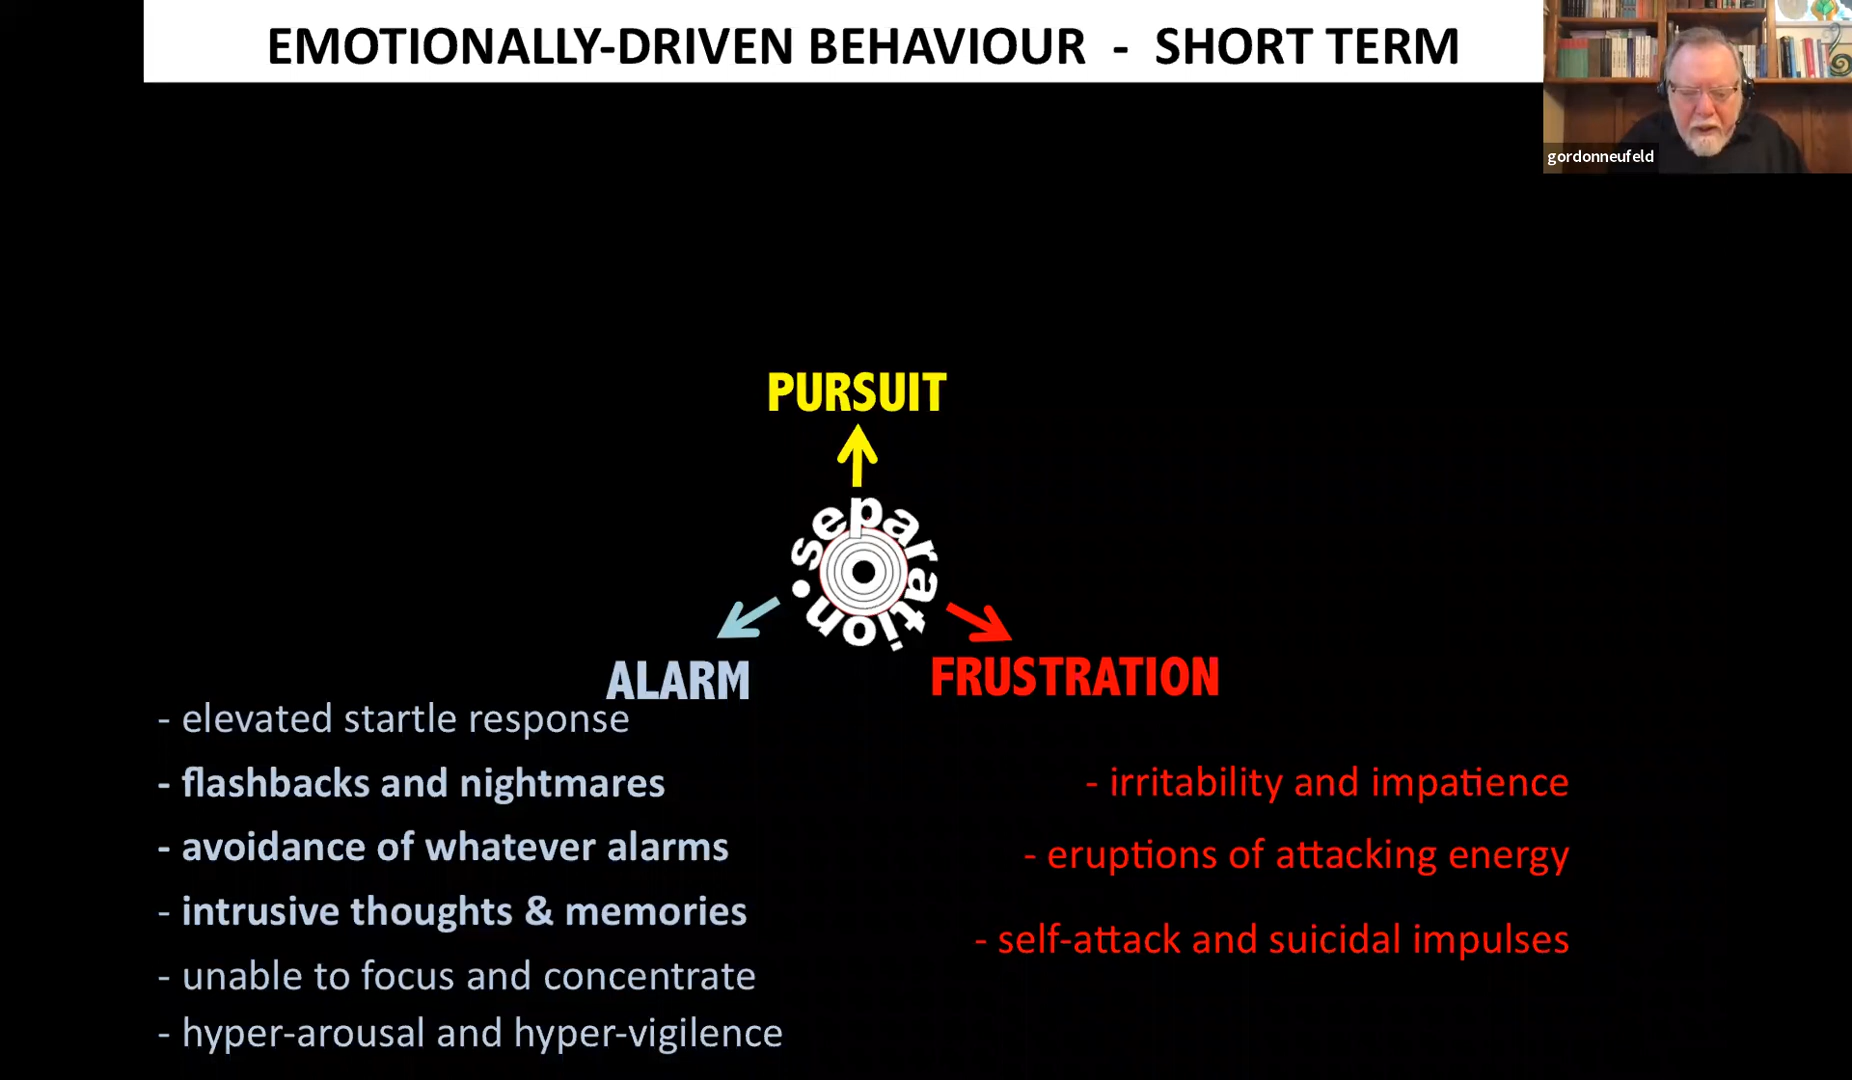 EMOTIONALLY-DRIVEN BEHAVIOUR - SHORT TERM
gordonneufeld
PURSUIT
separation
ALARM
- elevated startle response
- flashbacks and nightmares
- avoidance of whatever alarms
- intrusive thoughts & memories
- unable to focus and concentrate
- hyper-arousal and hyper-vigilence
FRUSTRATION
- irritability and impatience
- eruptions of attacking energy
- self-attack and suicidal impulses